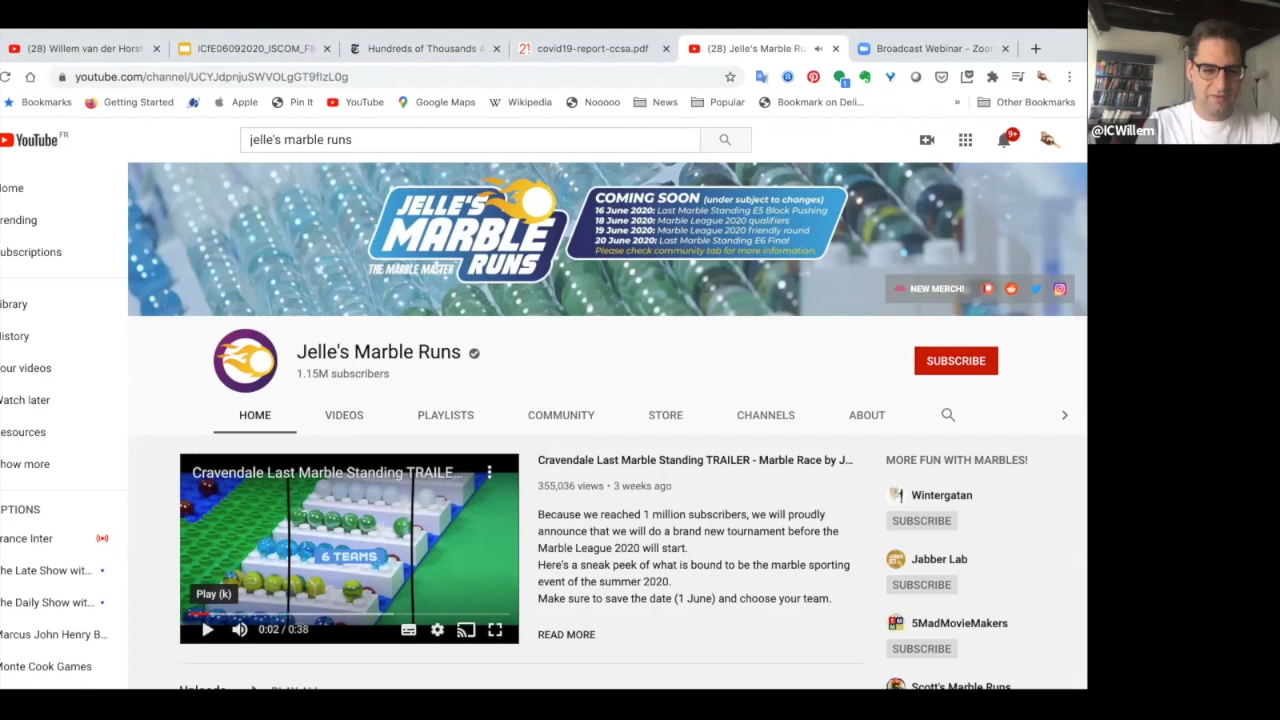 (28) Willem van der Horst
ICfE06092020_ISCOM_F8
Hundreds of Thousands A
21 covid19-report-ccsa.pdf
(28) Jelle's Marble Ru
Broadcast Webinar – Zoo
youtube.com/channel/UCYJdpnjuSWVOLgGT9flzL0g
Bookmarks
Getting Started
Apple
Pin It
YouTube
Google Maps
Wikipedia
Nooooo
News
Popular
Bookmark on Deli...
»
Other Bookmarks
@ICWillem
YouTube FR
jelle's marble runs
9+
ome
rending
ubscriptions
ibrary
istory
our videos
atch later
esources
how more
PTIONS
rance Inter
he Late Show wit...
he Daily Show wit...
arcus John Henry B...
onte Cook Games
JELLE'S
MARBLE
RUNS
THE MARBLE MASTER
COMING SOON (under subject to changes)
16 June 2020: Last Marble Standing E5 Block Pushing
18 June 2020: Marble League 2020 qualifiers
19 June 2020: Marble League 2020 friendly round
20 June 2020: Last Marble Standing E6 Final
Please check community tab for more information.
NEW MERCH!
Jelle's Marble Runs
1.15M subscribers
SUBSCRIBE
HOME
VIDEOS
PLAYLISTS
COMMUNITY
STORE
CHANNELS
ABOUT
Cravendale Last Marble Standing TRAILE...
6 TEAMS
Play (k)
0:02 / 0:38
Cravendale Last Marble Standing TRAILER - Marble Race by J...
355,036 views • 3 weeks ago
Because we reached 1 million subscribers, we will proudly
announce that we will do a brand new tournament before the
Marble League 2020 will start.
Here's a sneak peek of what is bound to be the marble sporting
event of the summer 2020.
Make sure to save the date (1 June) and choose your team.
READ MORE
MORE FUN WITH MARBLES!
Wintergatan
SUBSCRIBE
Jabber Lab
SUBSCRIBE
5MadMovieMakers
SUBSCRIBE
Scott's Marble Runs